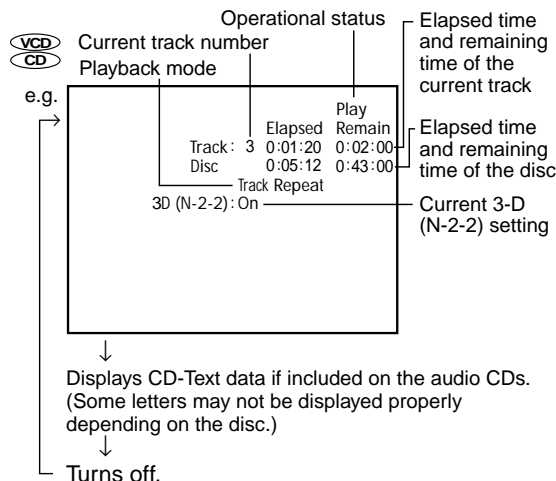 Operational status
VCD
CD
Current track number
Playback mode
Elapsed time
and remaining
time of the
current track
e.g.
Play
Elapsed Remain
Track: 3 0:01:20 0:02:00
Disc 0:05:12 0:43:00
Track Repeat
3D (N-2-2): On
Elapsed time
and remaining
time of the disc
Current 3-D
(N-2-2) setting
Displays CD-Text data if included on the audio CDs.
(Some letters may not be displayed properly
depending on the disc.)
Turns off.